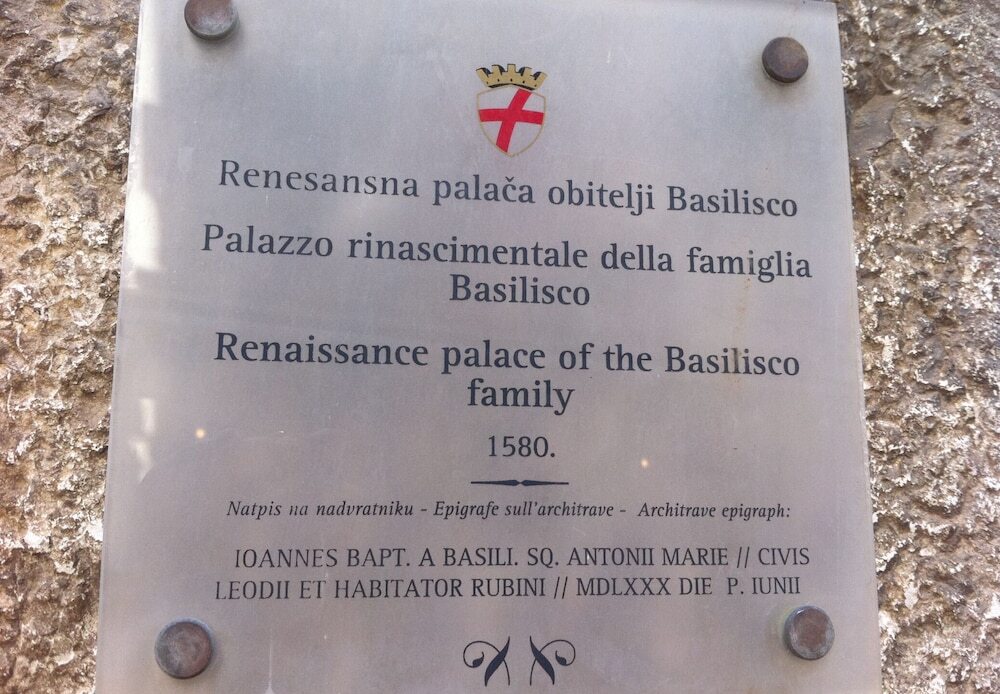 Renesansna palača obitelji Basilisco
Palazzo rinascimentale della famiglia
Basilisco
Renaissance palace of the Basilisco
family
1580.
Natpis na nadvratniku - Epigrafe sull'architrave - Architrave epigraph:
IOANNES BAPT. A BASILI. SQ. ANTONII MARIE // CIVIS
LEODII ET HABITATOR RUBINI // MDLXXX DIE P. IUNII